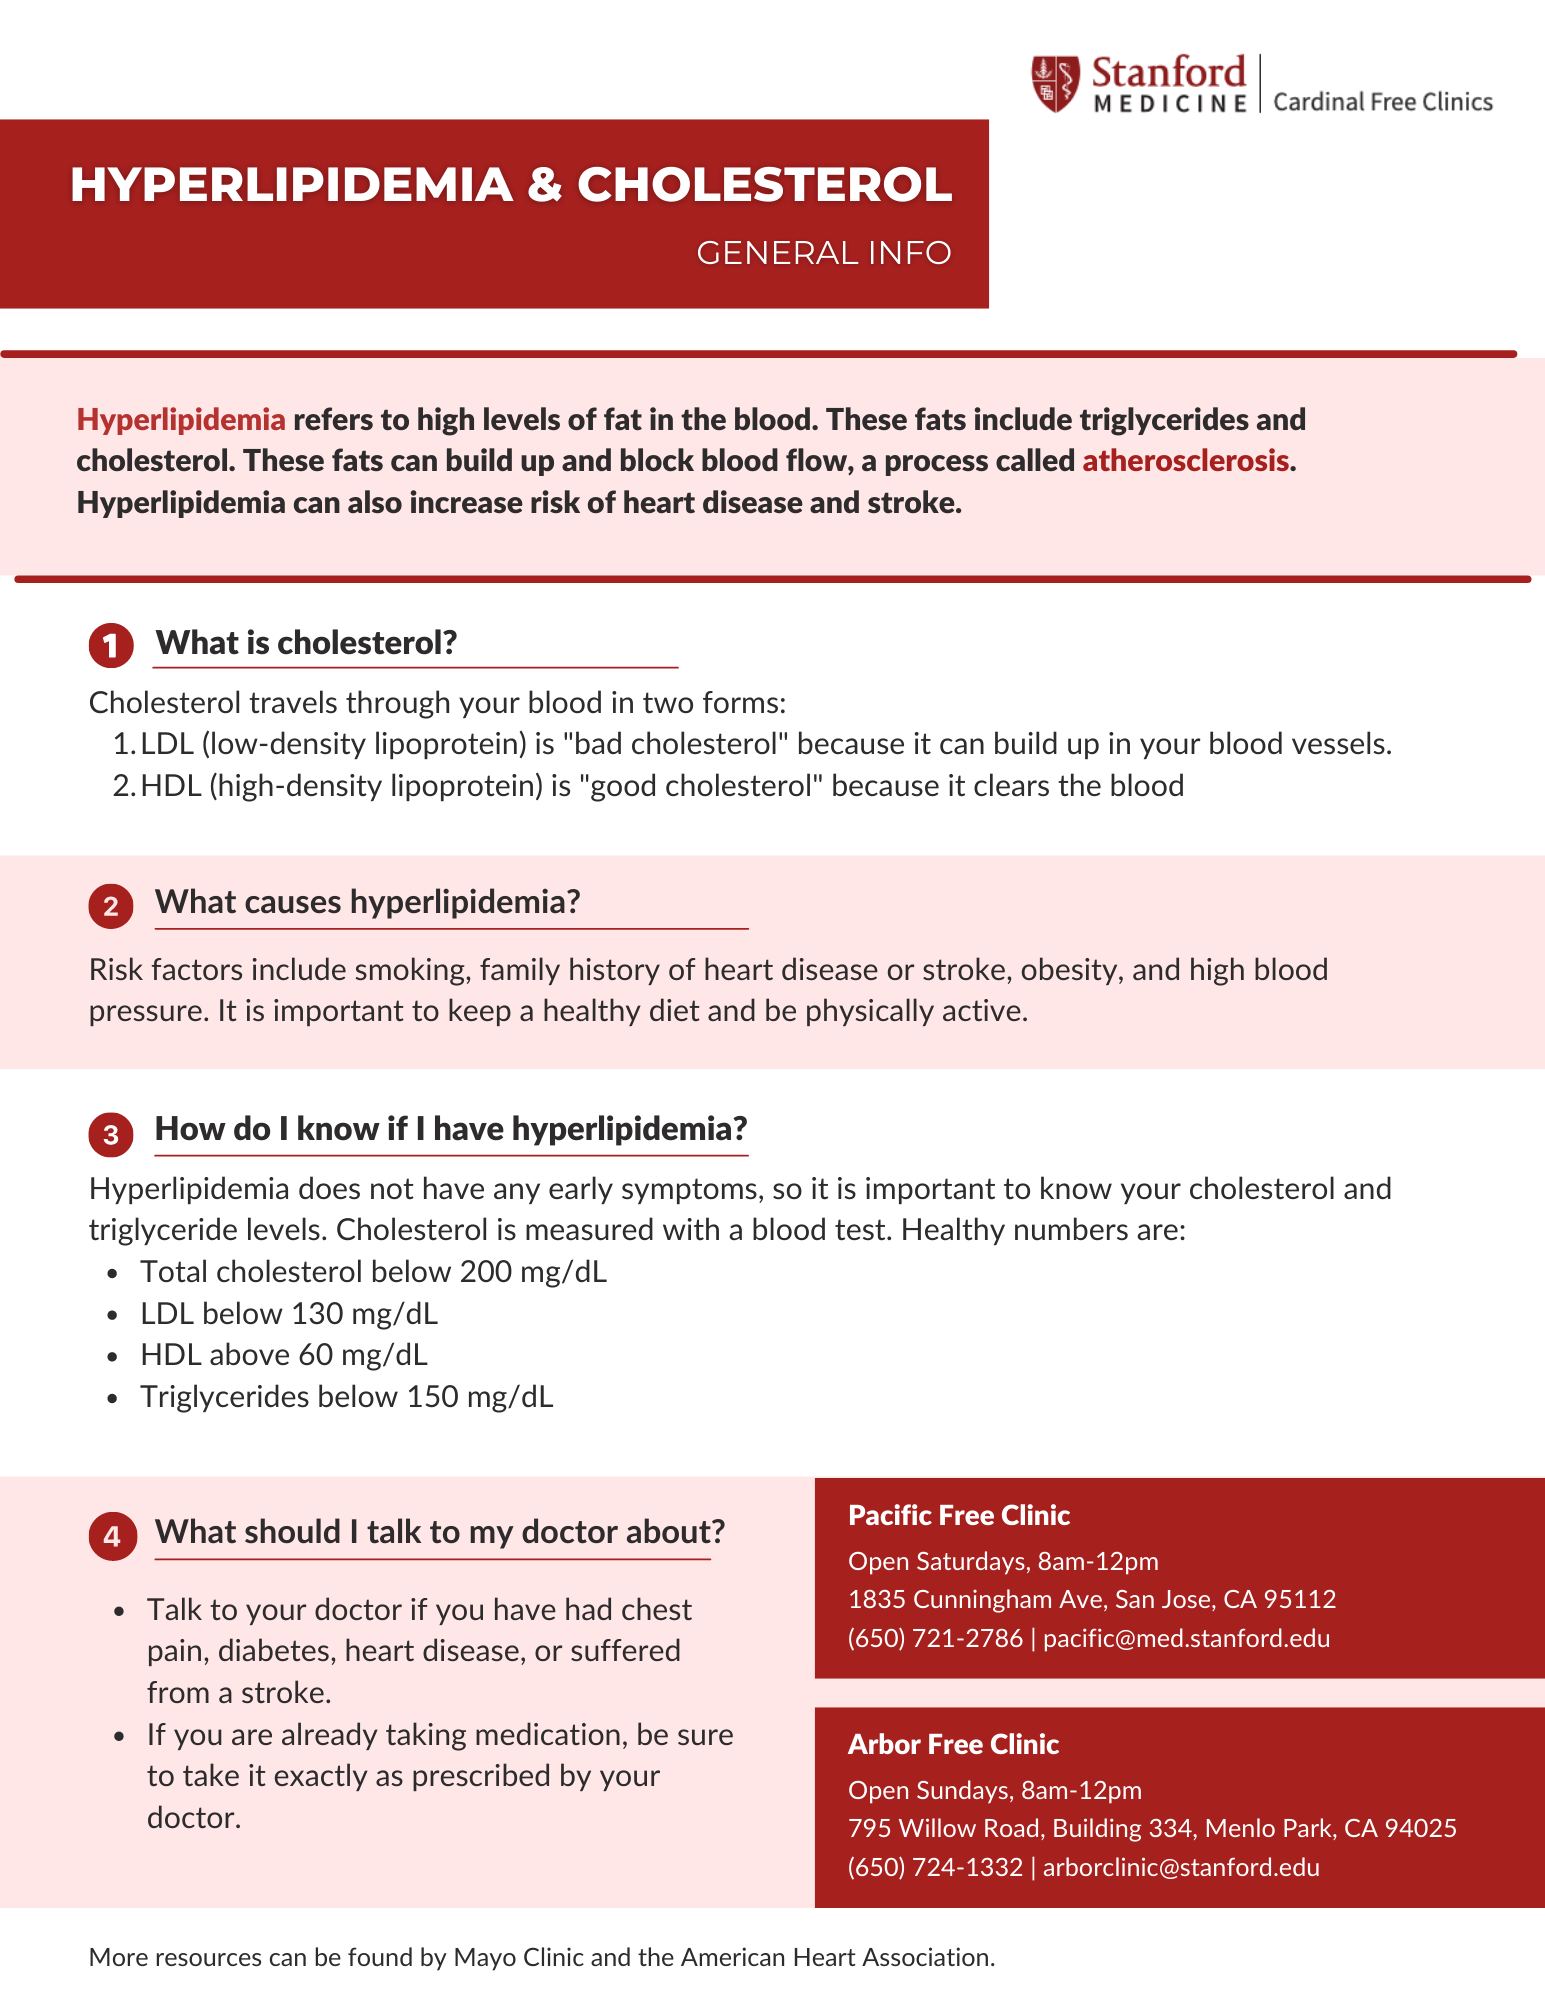 Stanford
MEDICINE
Cardinal Free Clinics
HYPERLIPIDEMIA & CHOLESTEROL
GENERAL INFO
Hyperlipidemia refers to high levels of fat in the blood. These fats include triglycerides and
cholesterol. These fats can build up and block blood flow, a process called atherosclerosis.
Hyperlipidemia can also increase risk of heart disease and stroke.
1 What is cholesterol?
Cholesterol travels through your blood in two forms:
1. LDL (low-density lipoprotein) is "bad cholesterol" because it can build up in your blood vessels.
2. HDL (high-density lipoprotein) is "good cholesterol" because it clears the blood
2 What causes hyperlipidemia?
Risk factors include smoking, family history of heart disease or stroke, obesity, and high blood
pressure. It is important to keep a healthy diet and be physically active.
3 How do I know if I have hyperlipidemia?
Hyperlipidemia does not have any early symptoms, so it is important to know your cholesterol and
triglyceride levels. Cholesterol is measured with a blood test. Healthy numbers are:
• Total cholesterol below 200 mg/dL
• LDL below 130 mg/dL
• HDL above 60 mg/dL
• Triglycerides below 150 mg/dL
4 What should I talk to my doctor about?
• Talk to your doctor if you have had chest
pain, diabetes, heart disease, or suffered
from a stroke.
• If you are already taking medication, be sure
to take it exactly as prescribed by your
doctor.
Pacific Free Clinic
Open Saturdays, 8am-12pm
1835 Cunningham Ave, San Jose, CA 95112
(650) 721-2786 | pacific@med.stanford.edu
Arbor Free Clinic
Open Sundays, 8am-12pm
795 Willow Road, Building 334, Menlo Park, CA 94025
(650) 724-1332 | arborclinic@stanford.edu
More resources can be found by Mayo Clinic and the American Heart Association.